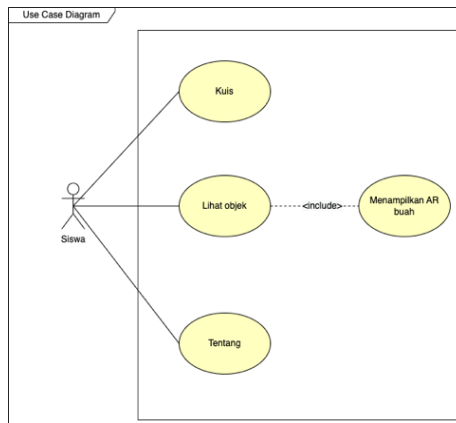 Use Case Diagram
Kuis
Lihat objek
<include>
Menampilkan AR
buah
Siswa
Tentang